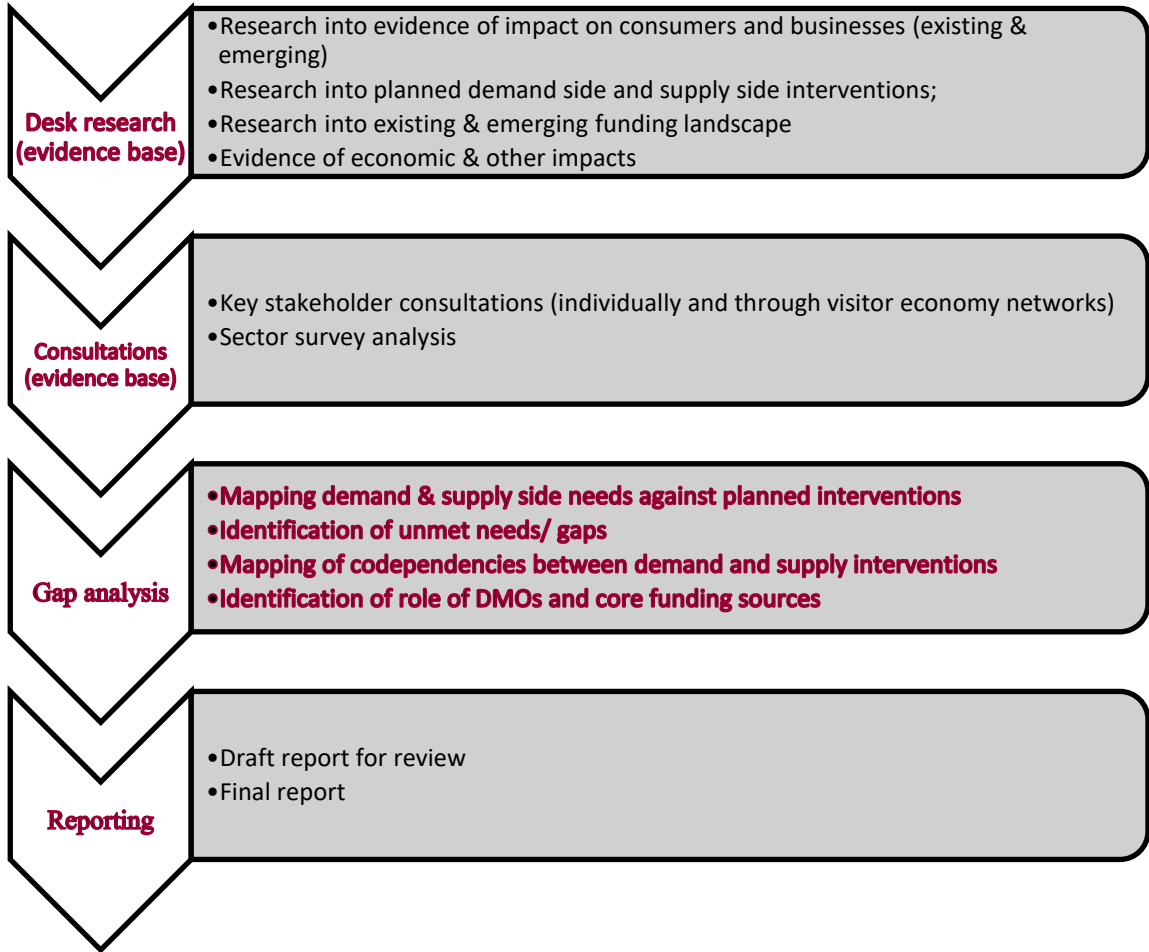 Desk research
(evidence base)
•Research into evidence of impact on consumers and businesses (existing &
emerging)
•Research into planned demand side and supply side interventions;
•Research into existing & emerging funding landscape
•Evidence of economic & other impacts
Consultations
(evidence base)
•Key stakeholder consultations (individually and through visitor economy networks)
•Sector survey analysis
Gap analysis
•Mapping demand & supply side needs against planned interventions
•Identification of unmet needs/ gaps
•Mapping of codependencies between demand and supply interventions
•Identification of role of DMOs and core funding sources
Reporting
•Draft report for review
•Final report